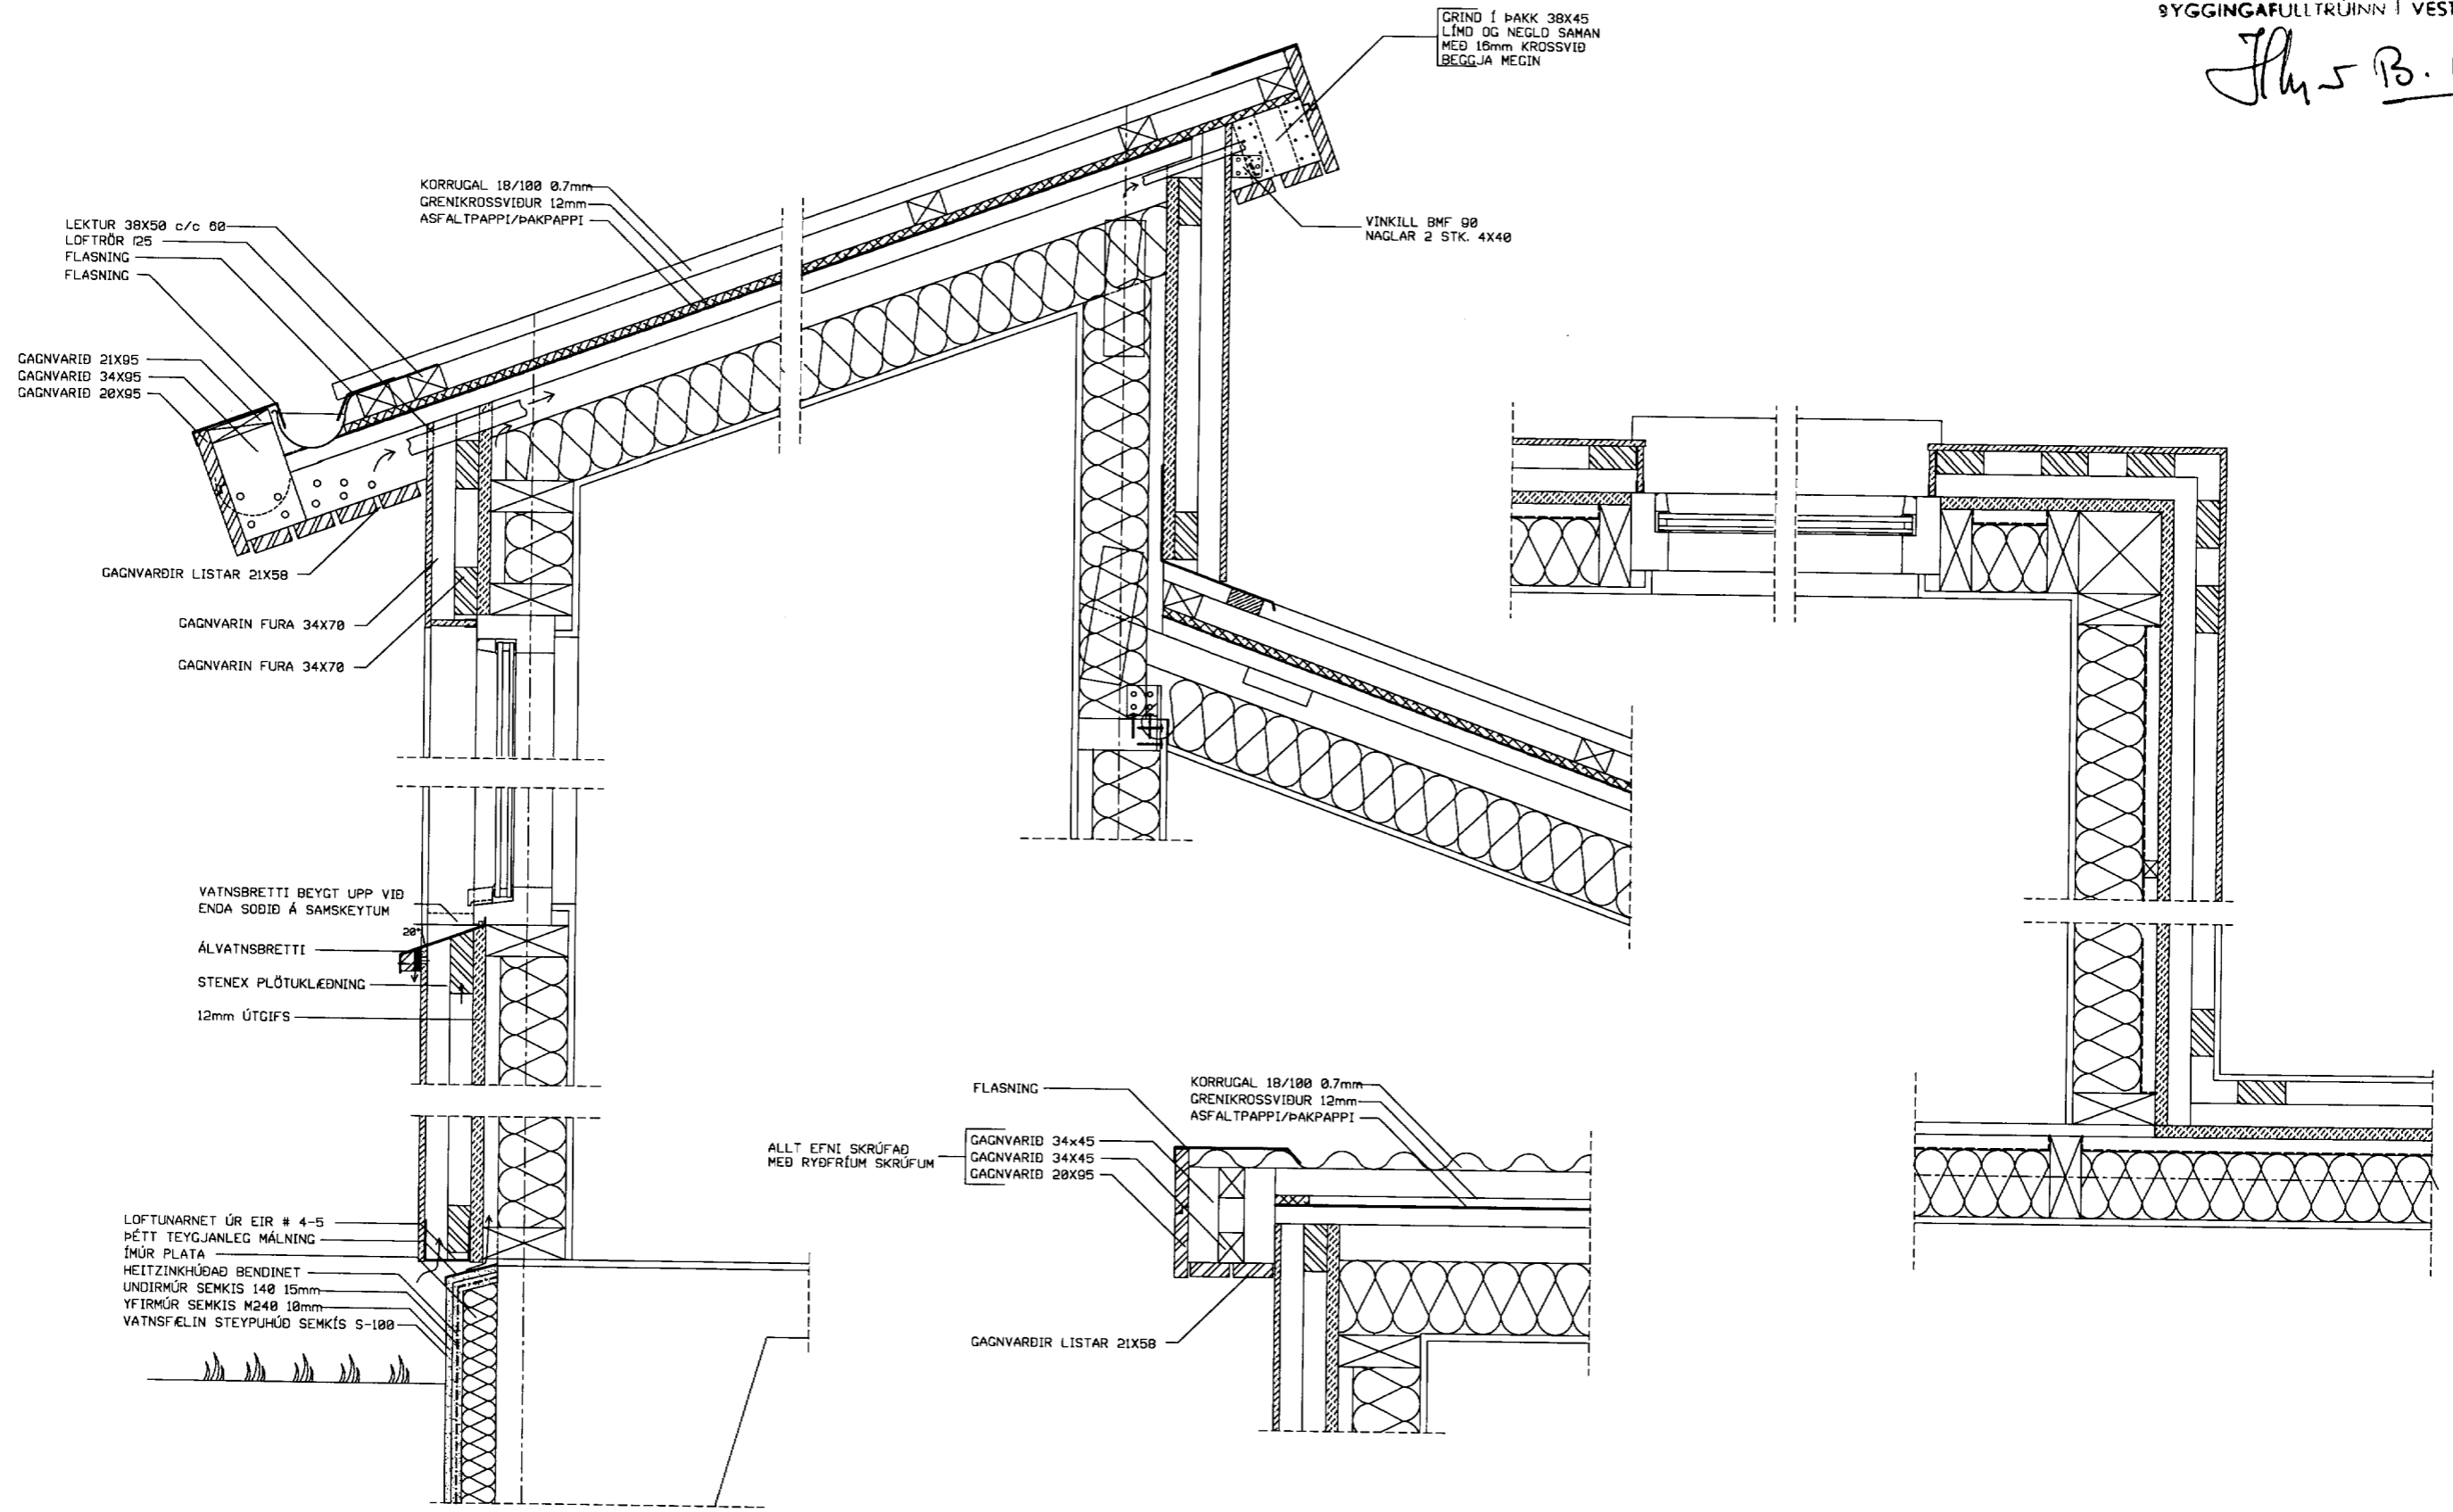 BYGGINGAFULLTRÚINN Í VEST
GRIND Í ÞAKK 38X45
LÍMD OG NEGLD SAMAN
MEÐ 16mm KROSSVIÐ
BEGGJA MEGIN
KORRUGAL 18/100 0.7mm
GRENIKROSSVIÐUR 12mm
ASFALTPAPPI/ÞAKPAPPI
LEKTUR 38X50 c/c 60
LOFTRÖR 125
FLASNING
FLASNING
VINKILL BMF 90
NAGLAR 2 STK. 4X40
GAGNVARIÐ 21X95
GAGNVARIÐ 34X95
GAGNVARIÐ 20X95
GAGNVARÐIR LISTAR 21X58
GAGNVARIN FURA 34X70
GAGNVARIN FURA 34X70
VATNSBRETTI BEYGT UPP VIÐ
ENDA SOÐIÐ Á SAMSKEYTUM
20°
ÁLVATNSBRETTI
STENEX PLÖTUKLÆÐNING
12mm ÚTGIFS
FLASNING
KORRUGAL 18/100 0.7mm
GRENIKROSSVIÐUR 12mm
ASFALTPAPPI/ÞAKPAPPI
ALLT EFNI SKRÚFAÐ
MEÐ RYÐFRÍUM SKRÚFUM
GAGNVARIÐ 34x45
GAGNVARIÐ 34X45
GAGNVARIÐ 20X95
LOFTUNARNET ÚR EIR # 4-5
ÞÉTT TEYGJANLEG MÁLNING
ÍMÚR PLATA
HEITZINKHÚÐAÐ BENDINET
UNDIRMÚR SEMKIS 140 15mm
YFIRMÚR SEMKIS M240 10mm
VATNSFÆLIN STEYPUHÚÐ SEMKÍS S-100
GAGNVARÐIR LISTAR 21X58